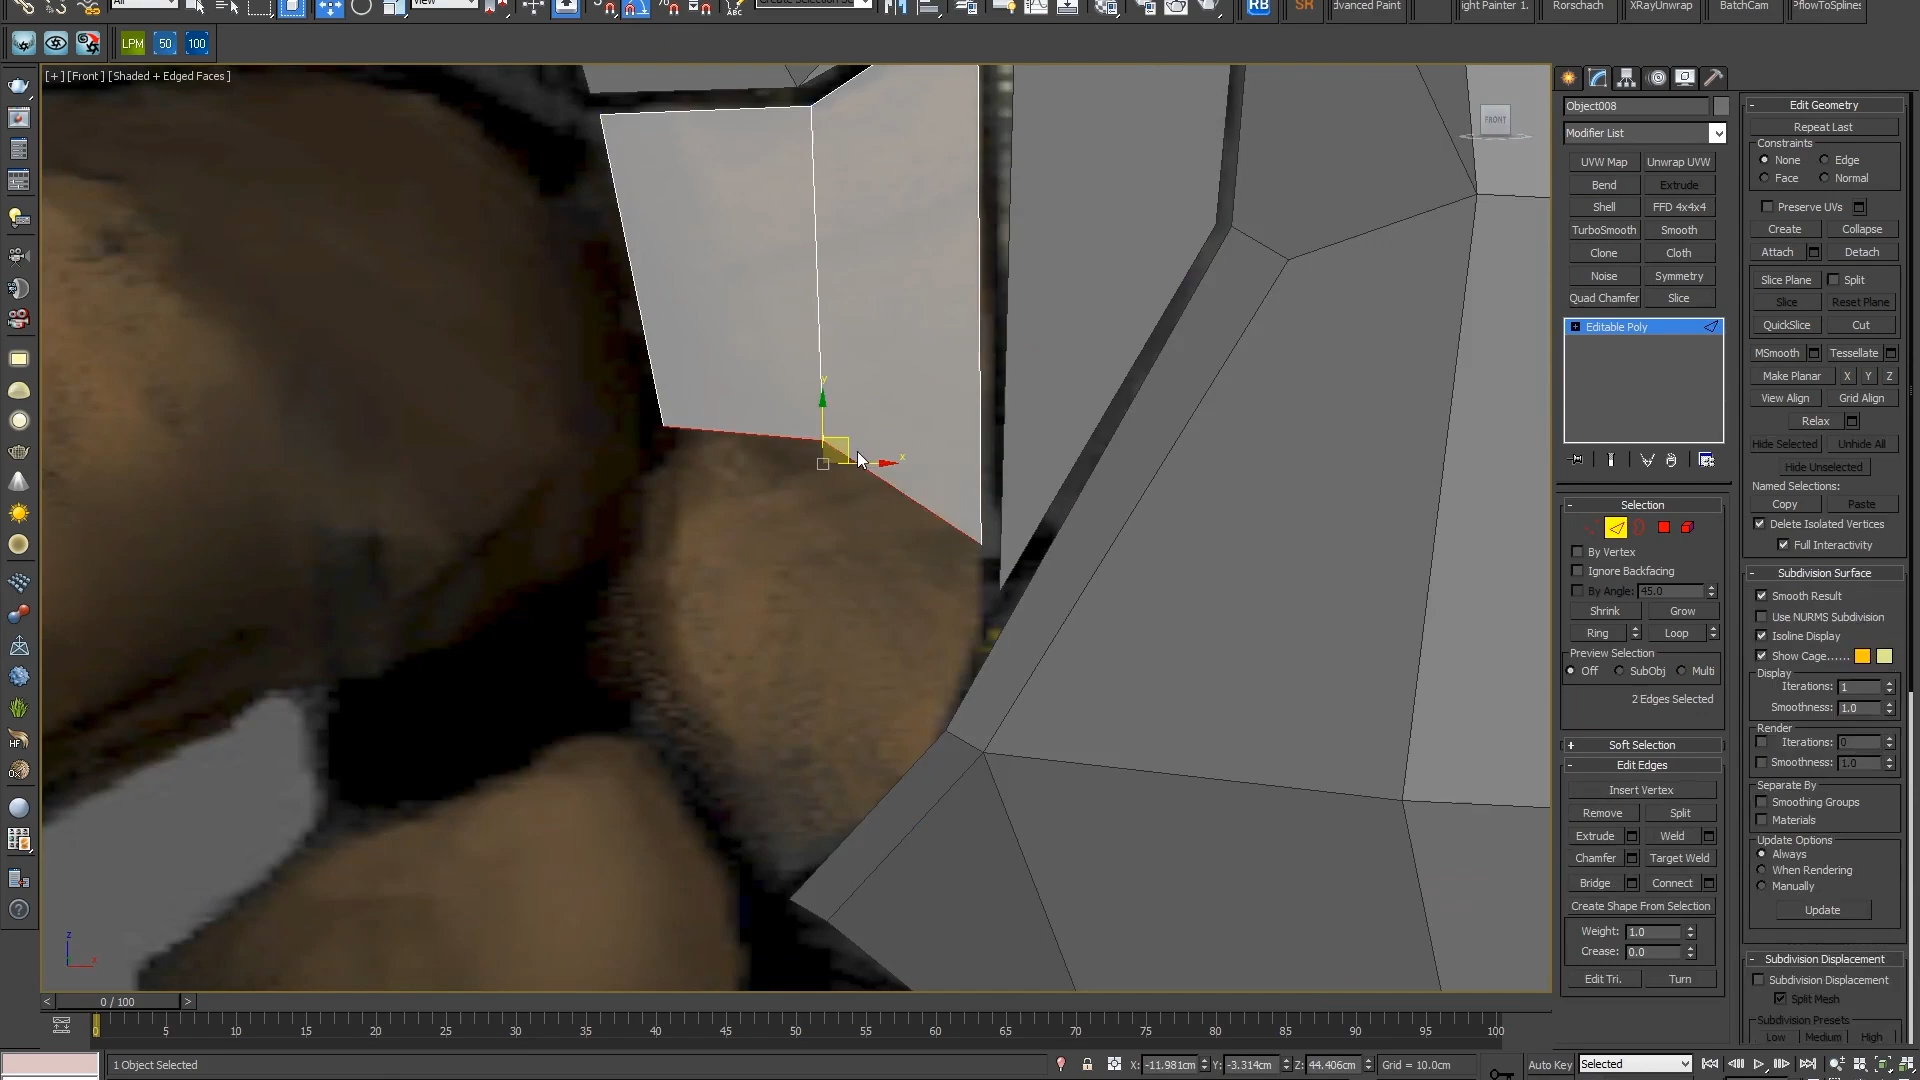 All
View
Create Selection Se
ABC
RB
SR
dvanced Paint
ight Painter 1.
Rorschach
XRayUnwrap
BatchCam
PflowToSplines
LPM
50
100
[+] [Front] [Shaded + Edged Faces]
FRONT
y
x
z
x
HF
Object008
Modifier List
UVW Map
Unwrap UVW
Bend
Extrude
Shell
FFD 4x4x4
TurboSmooth
Smooth
Clone
Cloth
Noise
Symmetry
Quad Chamfer
Slice
Editable Poly
Selection
By Vertex
Ignore Backfacing
By Angle: 45.0
Shrink
Grow
Ring
Loop
Preview Selection
Off
SubObj
Multi
2 Edges Selected
Soft Selection
Edit Edges
Insert Vertex
Remove
Split
Extrude
Weld
Chamfer
Target Weld
Bridge
Connect
Create Shape From Selection
Weight: 1.0
Crease: 0.0
Edit Tri.
Turn
Edit Geometry
Repeat Last
Constraints
None
Edge
Face
Normal
Preserve UVs
Create
Collapse
Attach
Detach
Slice Plane
Split
Slice
Reset Plane
QuickSlice
Cut
MSmooth
Tessellate
Make Planar
X
Y
Z
View Align
Grid Align
Relax
Hide Selected
Unhide All
Hide Unselected
Named Selections:
Copy
Paste
Delete Isolated Vertices
Full Interactivity
Subdivision Surface
Smooth Result
Use NURMS Subdivision
Isoline Display
Show Cage......
Display
Iterations: 1
Smoothness: 1.0
Render
Iterations: 0
Smoothness: 1.0
Separate By
Smoothing Groups
Materials
Update Options
Always
When Rendering
Manually
Update
Subdivision Displacement
Subdivision Displacement
Split Mesh
Subdivision Presets
Low
Medium
High
< 0 / 100 >
0 5 10 15 20 25 30 35 40 45 50 55 60 65 70 75 80 85 90 95 100
1 Object Selected
X: -11.981cm
Y: -3.314cm
Z: 44.406cm
Grid = 10.0cm
Auto Key
Selected